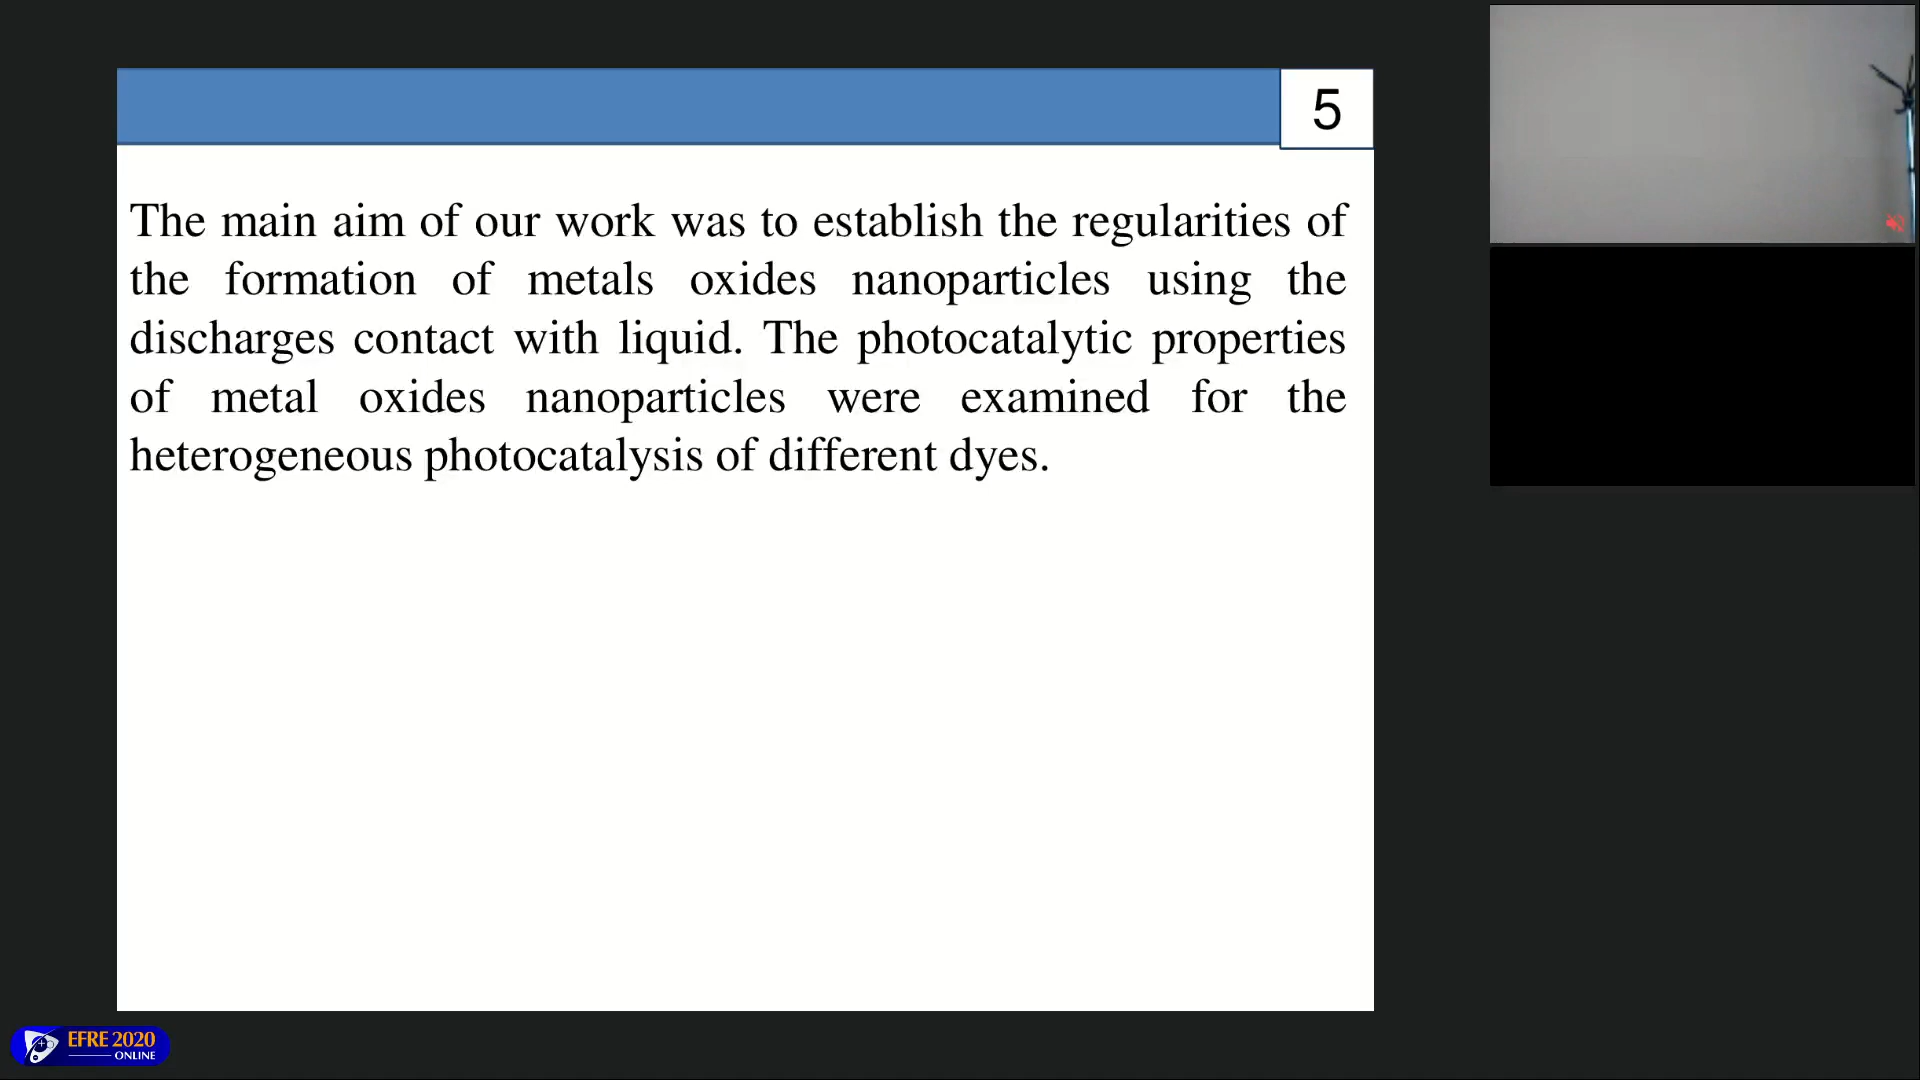 5
The main aim of our work was to establish the regularities of
the formation of metals oxides nanoparticles using the
discharges contact with liquid. The photocatalytic properties
of metal oxides nanoparticles were examined for the
heterogeneous photocatalysis of different dyes.
EFRE 2020
ONLINE